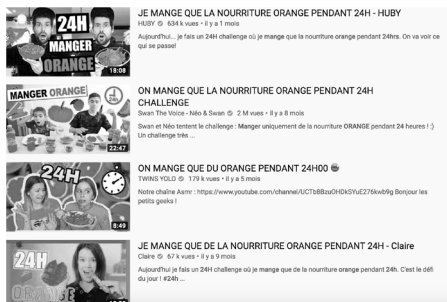 24H
MANGER
ORANGE
18:08
JE MANGE QUE LA NOURRITURE ORANGE PENDANT 24H - HUBY
HUBY 634 k vues • il y a 1 mois
Aujourd'hui... je fais un 24H challenge où je mange que la nourriture orange pendant 24hrs. On va voir ce
qui se passe!
MANGER ORANGE
24
22:47
ON MANGE QUE LA NOURRITURE ORANGE PENDANT 24H
CHALLENGE
Swan The Voice - Néo & Swan 2 M vues • il y a 8 mois
Swan et Néo tentent le challenge : Manger uniquement de la nourriture ORANGE pendant 24 heures ! :)
Un challenge très ...
24H
8:49
ON MANGE QUE DU ORANGE PENDANT 24H00
TWINS YOLO 179 k vues • il y a 5 mois
Notre chaîne Asmr : https://www.youtube.com/channel/UCTbBBzuOHDkSYuE276kwb9g Bonjour les
petits geeks !
24H
ORANGE
JE MANGE QUE DE LA NOURRITURE ORANGE PENDANT 24H - Claire
Claire 67 k vues • il y a 9 mois
Aujourd'hui je fais un 24H challenge où je mange que de la nourriture orange pendant 24h. C'est le défi
du jour ! #24h ...